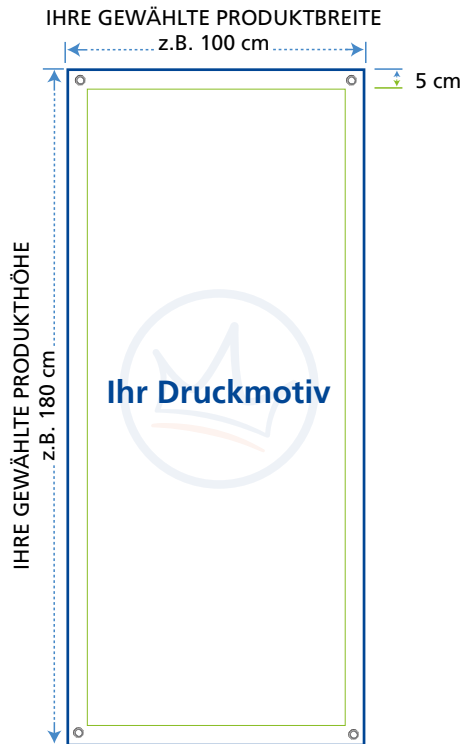 IHRE GEWÄHLTE PRODUKTBREITE
z.B. 100 cm
5 cm
IHRE GEWÄHLTE PRODUKTHÖHE
z.B. 180 cm
Ihr Druckmotiv